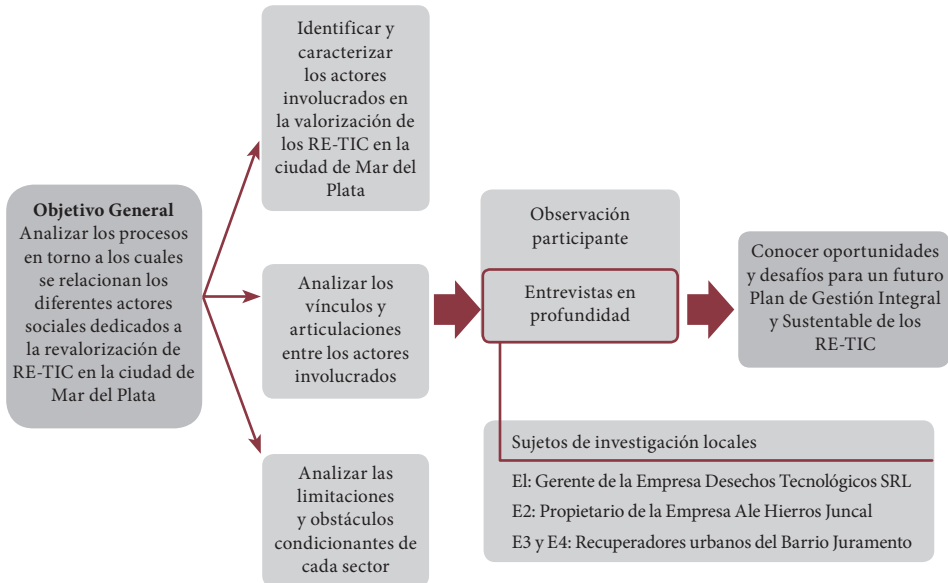 Objetivo General
Analizar los procesos
en torno a los cuales
se relacionan los
diferentes actores
sociales dedicados a
la revalorización de
RE-TIC en la ciudad de
Mar del Plata
Identificar y
caracterizar
los actores
involucrados en
la valorización de
los RE-TIC en la
ciudad de Mar del
Plata
Analizar los
vínculos y
articulaciones
entre los actores
involucrados
Analizar las
limitaciones
y obstáculos
condicionantes de
cada sector
Observación
participante
Entrevistas en
profundidad
Conocer oportunidades
y desafíos para un futuro
Plan de Gestión Integral
y Sustentable de los
RE-TIC
Sujetos de investigación locales
El: Gerente de la Empresa Desechos Tecnológicos SRL
E2: Propietario de la Empresa Ale Hierros Juncal
E3 y E4: Recuperadores urbanos del Barrio Juramento